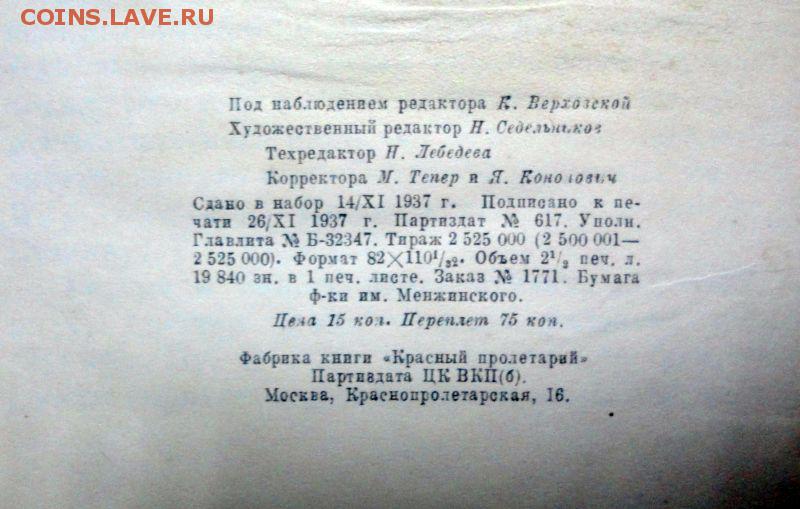 COINS.LAVE.RU
Под наблюдением редактора К. Верховской
Художественный редактор Н. Седельников
Техредактор Н. Лебедева
Корректора М. Тепер и Я. Конопович
Сдано в набор 14/XI 1937 г. Подписано к пе-
чати 26/XI 1937 г. Партиздат № 617. Уполн.
Главлита № Б-32347. Тираж 2 525 000 (2 500 001—
2 525 000). Формат 82×110¹/₃₂. Объем 2¹/₂ печ. л.
19 840 зн. в 1 печ. листе. Заказ № 1771. Бумага
ф-ки им. Менжинского.
Цена 15 коп. Переплет 75 коп.
Фабрика книги «Красный пролетарий»
Партиздата ЦК ВКП(б).
Москва, Краснопролетарская, 16.